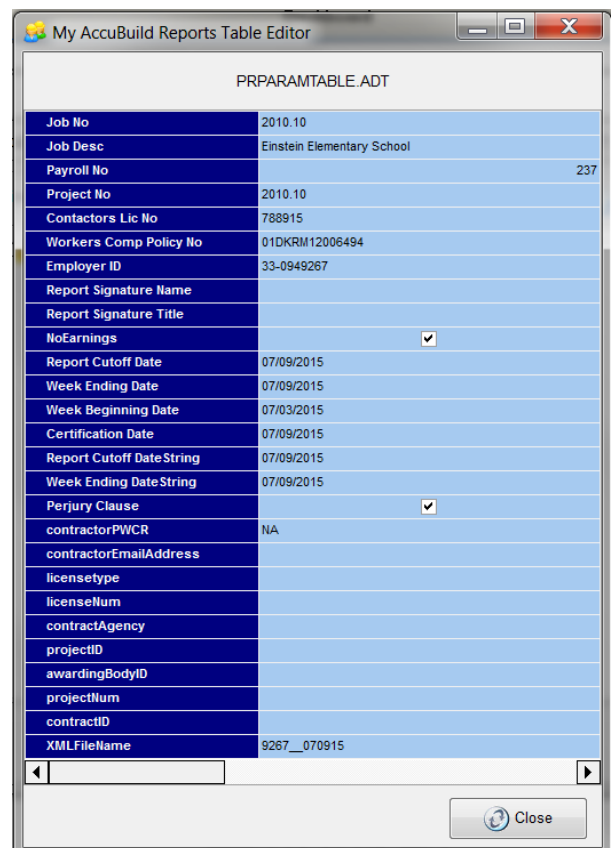 My AccuBuild Reports Table Editor
PRPARAMTABLE.ADT
Job No 2010.10
Job Desc Einstein Elementary School
Payroll No 237
Project No 2010.10
Contactors Lic No 788915
Workers Comp Policy No 01DKRM12006494
Employer ID 33-0949267
Report Signature Name
Report Signature Title
NoEarnings
Report Cutoff Date 07/09/2015
Week Ending Date 07/09/2015
Week Beginning Date 07/03/2015
Certification Date 07/09/2015
Report Cutoff DateString 07/09/2015
Week Ending DateString 07/09/2015
Perjury Clause
contractorPWCR NA
contractorEmailAddress
licensetype
licenseNum
contractAgency
projectID
awardingBodyID
projectNum
contractID
XMLFileName 9267__070915
Close